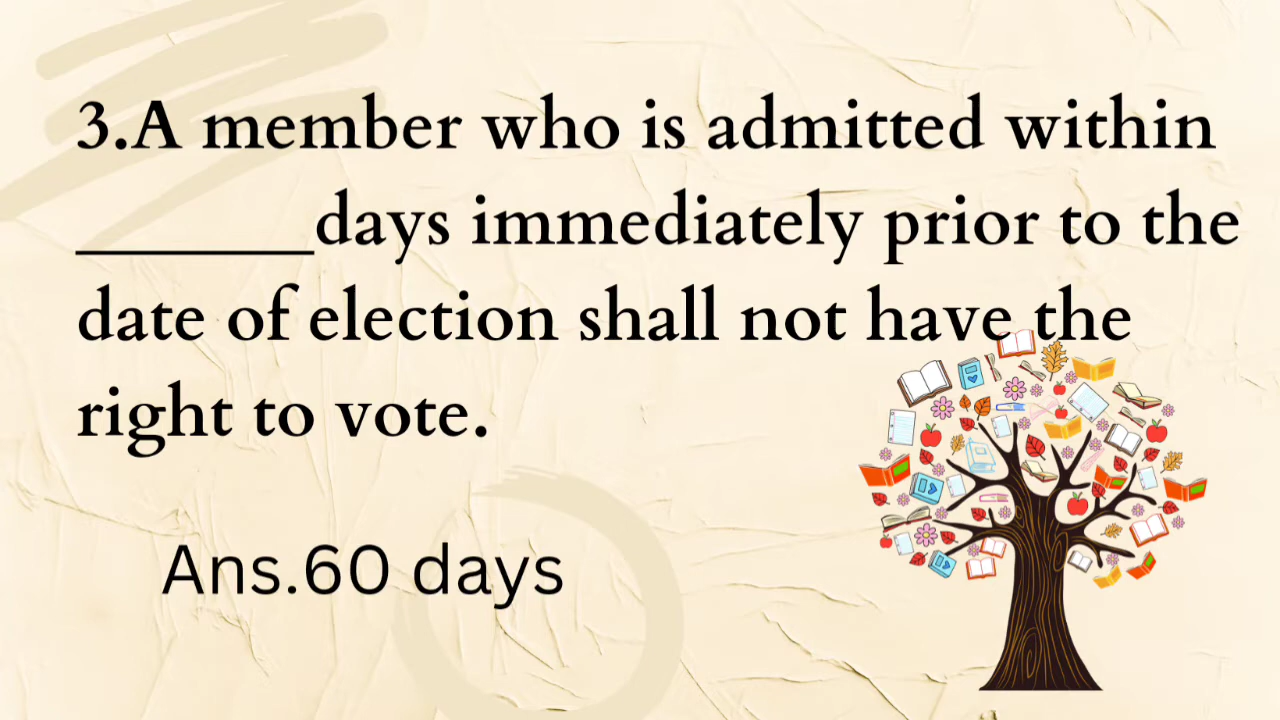 3.A member who is admitted within
______days immediately prior to the
date of election shall not have the
right to vote.
Ans.60 days